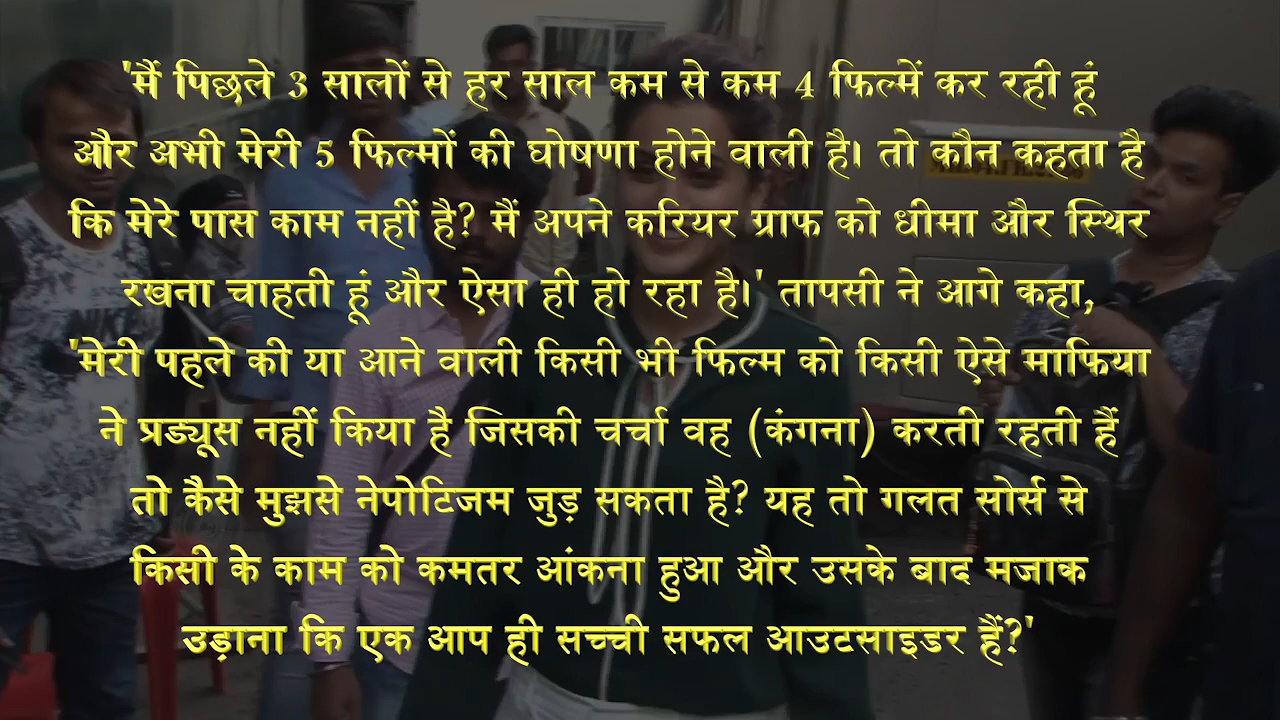 'मैं पिछले 3 सालों से हर साल कम से कम 4 फिल्में कर रही हूं
और अभी मेरी 5 फिल्मों की घोषणा होने वाली है। तो कौन कहता है
कि मेरे पास काम नहीं है? मैं अपने करियर ग्राफ को धीमा और स्थिर
रखना चाहती हूं और ऐसा ही हो रहा है।' तापसी ने आगे कहा,
'मेरी पहले की या आने वाली किसी भी फिल्म को किसी ऐसे माफिया
ने प्रड्यूस नहीं किया है जिसकी चर्चा वह (कंगना) करती रहती हैं
तो कैसे मुझसे नेपोटिजम जुड़ सकता है? यह तो गलत सोर्स से
किसी के काम को कमतर आंकना हुआ और उसके बाद मजाक
उड़ाना कि एक आप ही सच्ची सफल आउटसाइडर हैं?'
NIKE